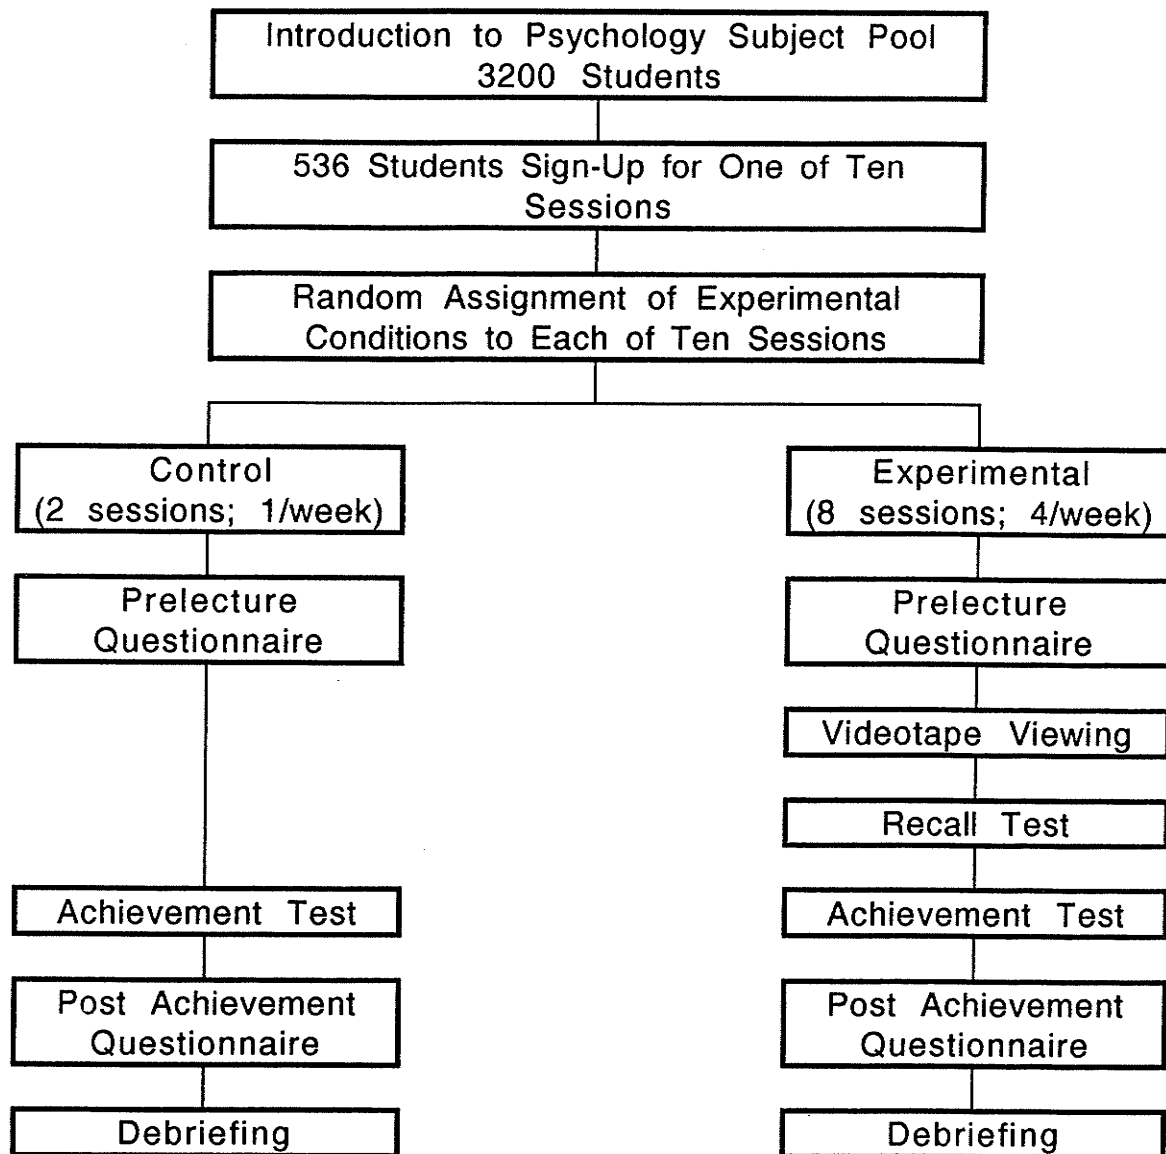 Introduction to Psychology Subject Pool
3200 Students
536 Students Sign-Up for One of Ten
Sessions
Random Assignment of Experimental
Conditions to Each of Ten Sessions
Control
(2 sessions; 1/week)
Prelecture
Questionnaire
Achievement Test
Post Achievement
Questionnaire
Debriefing
Experimental
(8 sessions; 4/week)
Prelecture
Questionnaire
Videotape Viewing
Recall Test
Achievement Test
Post Achievement
Questionnaire
Debriefing